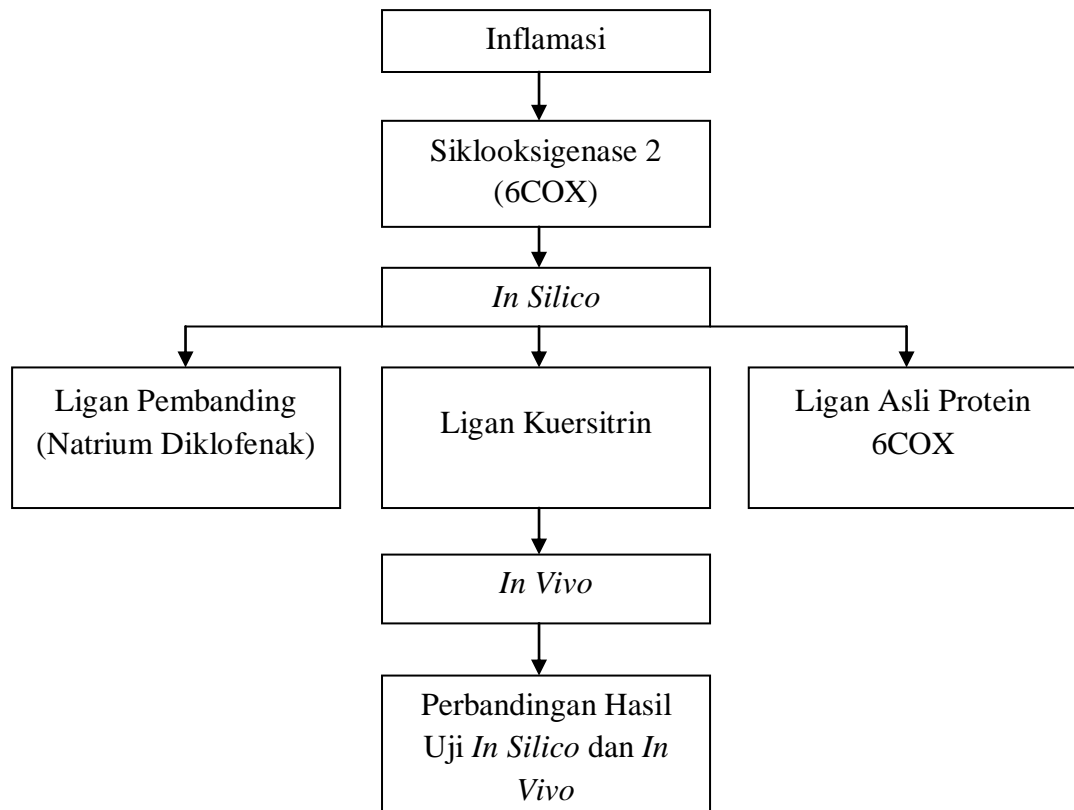 Inflamasi
Siklooksigenase 2
(6COX)
In Silico
Ligan Pembanding
(Natrium Diklofenak)
Ligan Kuersitrin
Ligan Asli Protein
6COX
In Vivo
Perbandingan Hasil
Uji In Silico dan In
Vivo